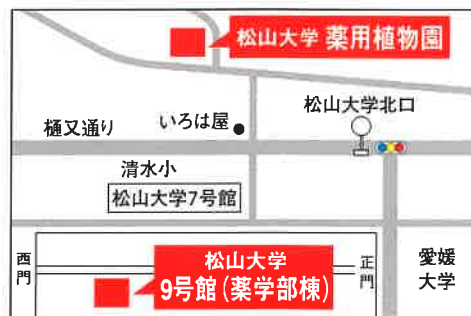 松山大学 薬用植物園
松山大学北口
樋又通り
いろは屋
清水小
松山大学7号館
西門
松山大学
9号館(薬学部棟)
正門
愛媛
大学